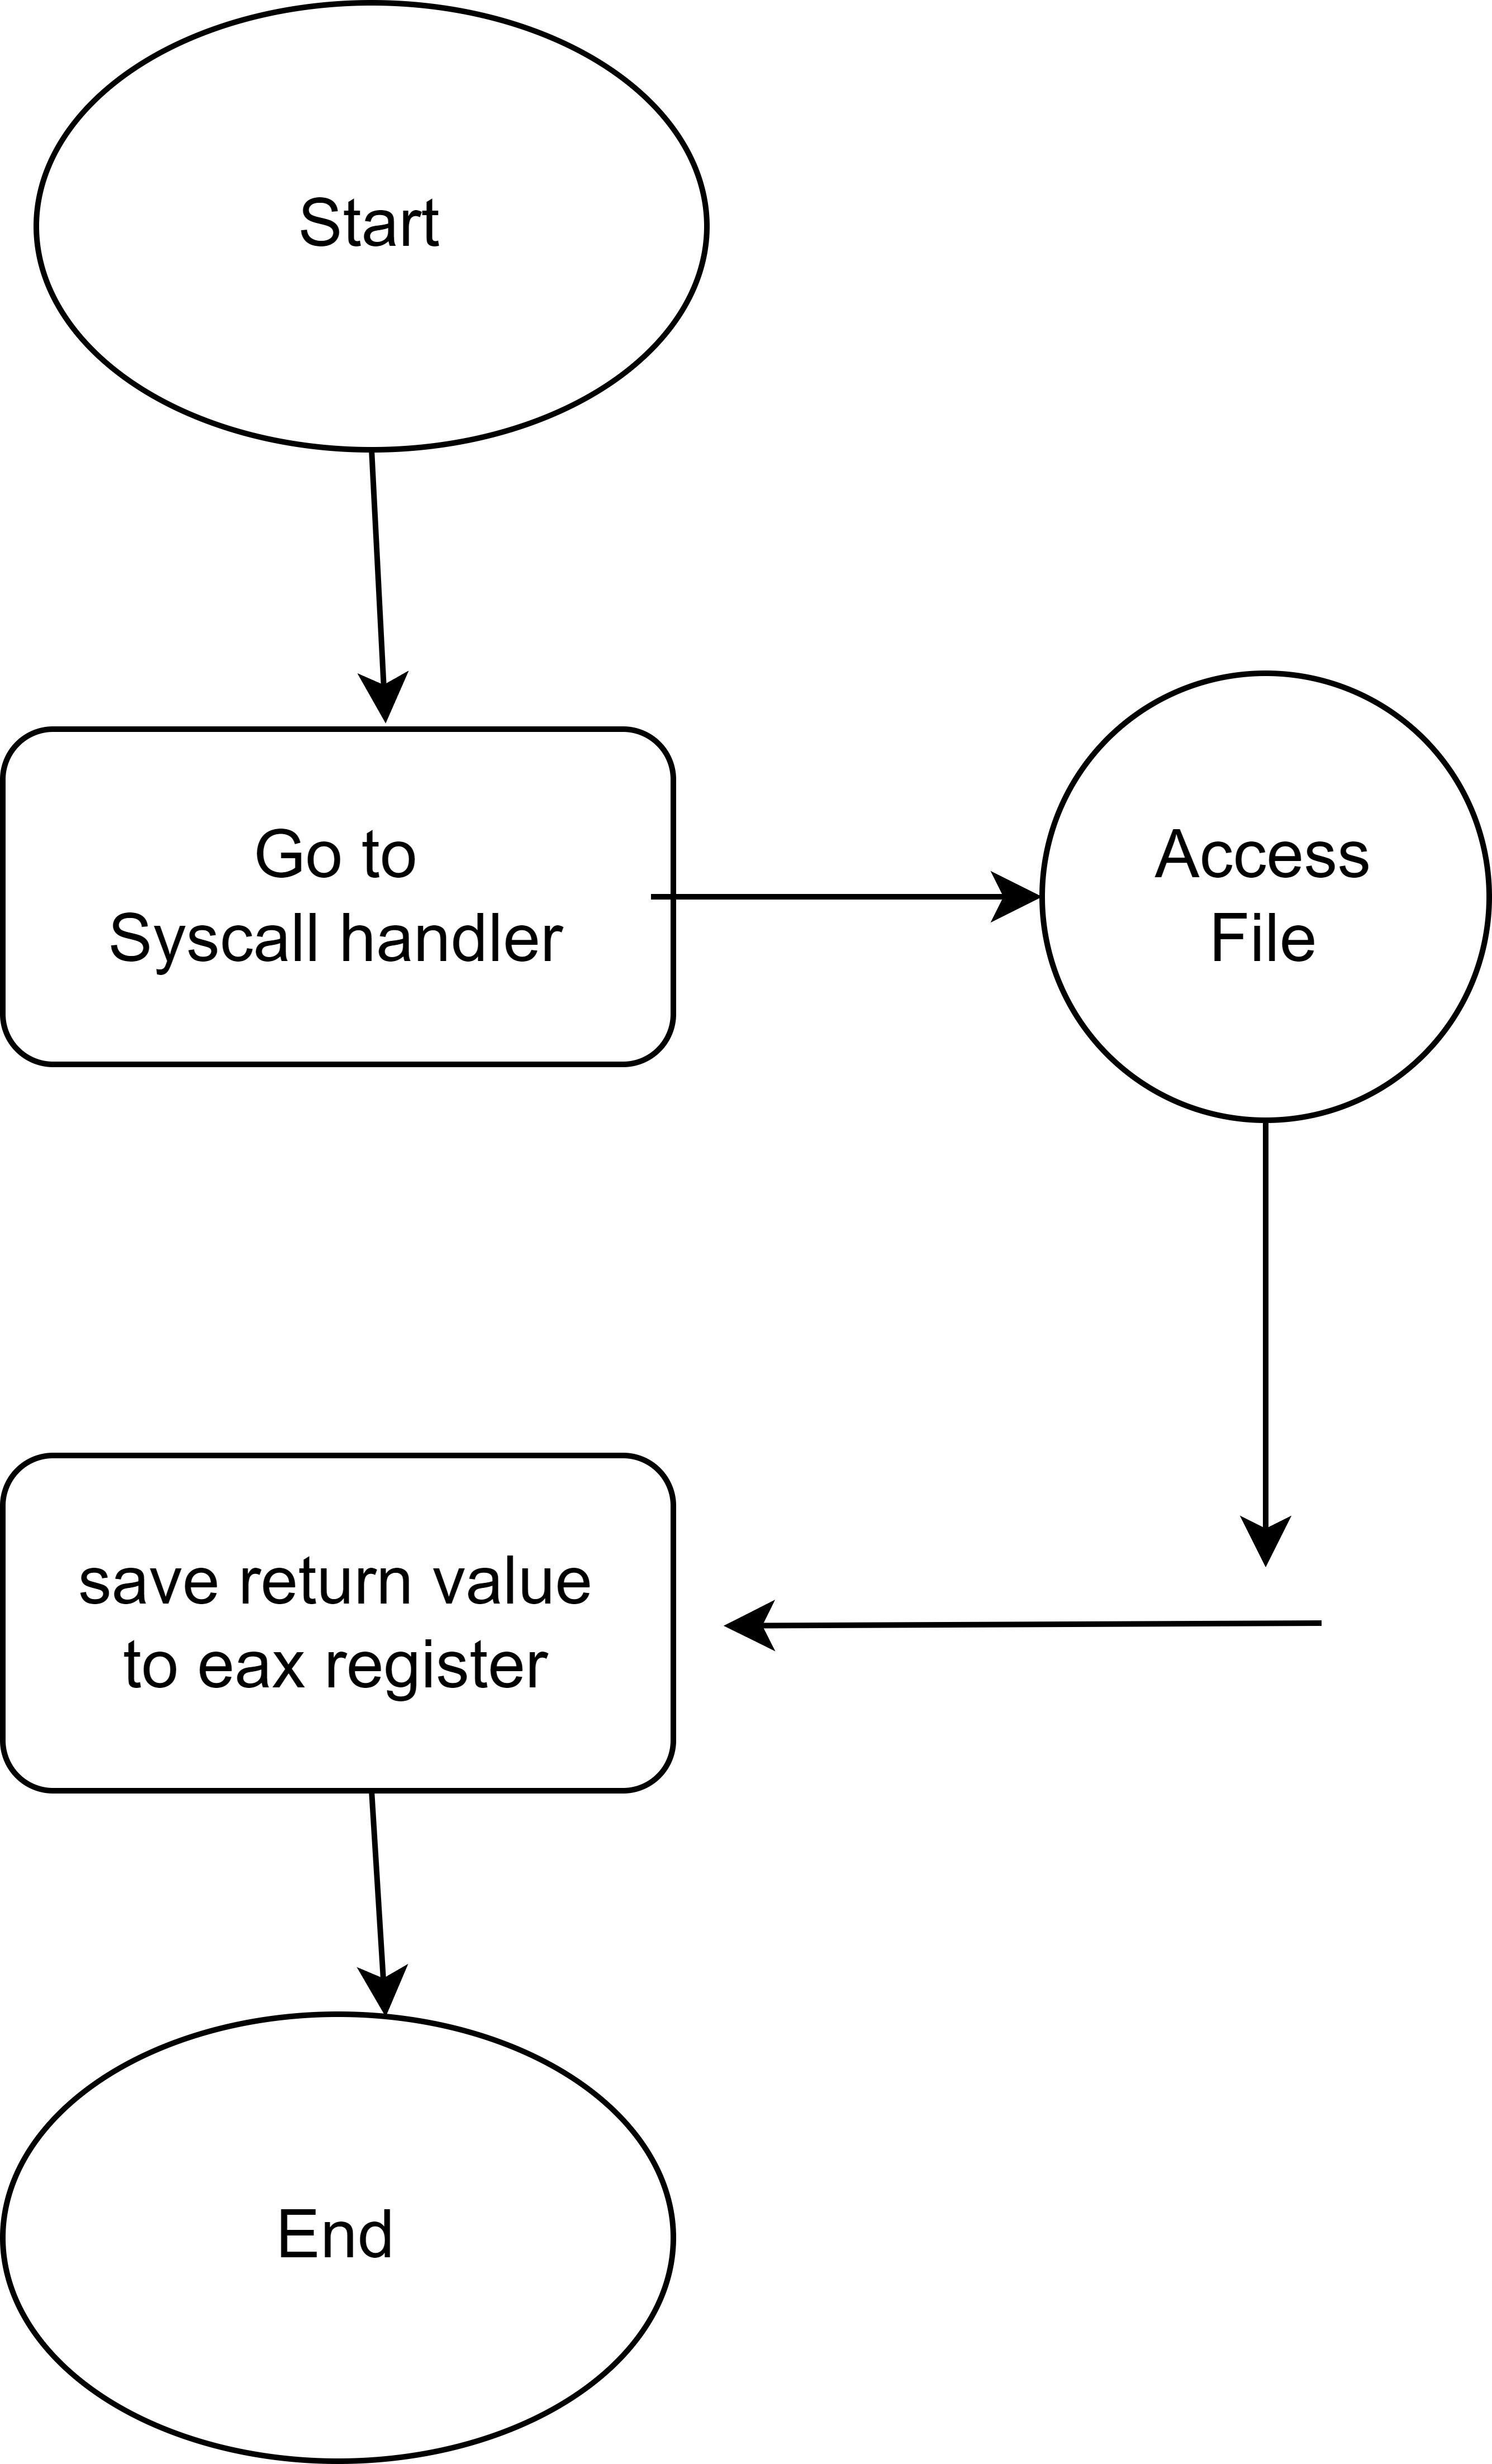 Start
Go to
Syscall handler
Access
File
save return value
to eax register
End